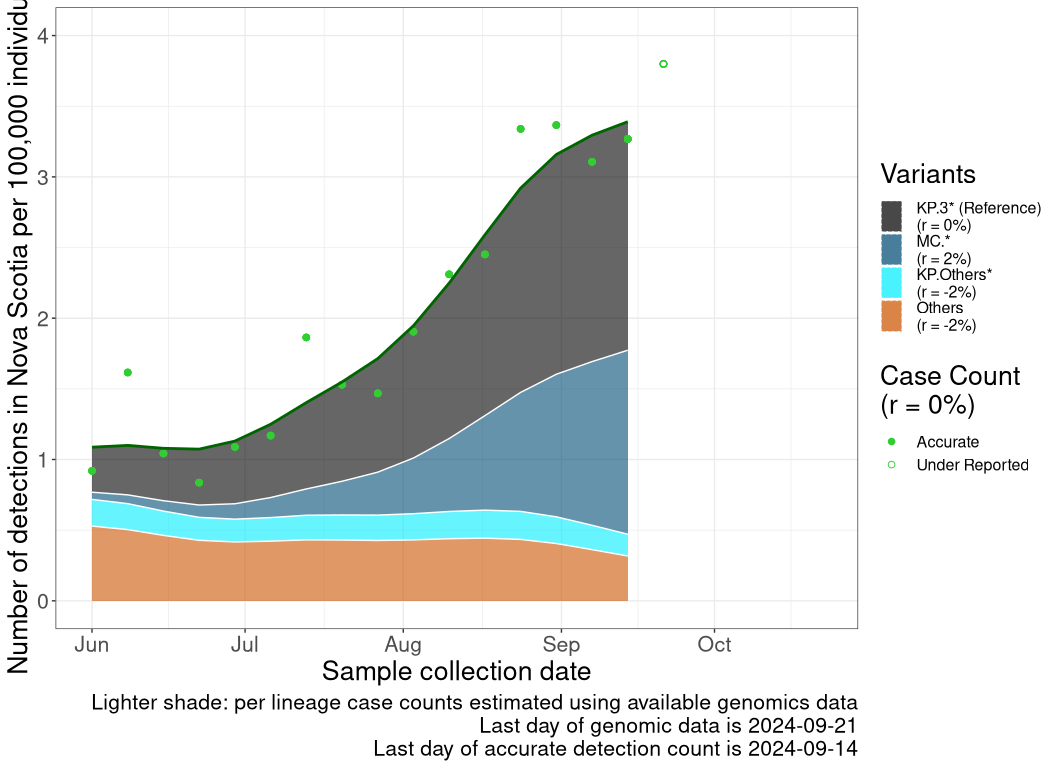 Number of detections in Nova Scotia per 100,000 individu
4
3
2
1
0
Jun Jul Aug Sep Oct
Sample collection date
Lighter shade: per lineage case counts estimated using available genomics data
Last day of genomic data is 2024-09-21
Last day of accurate detection count is 2024-09-14
Variants
KP.3* (Reference)
(r = 0%)
MC.*
(r = 2%)
KP.Others*
(r = -2%)
Others
(r = -2%)
Case Count
(r = 0%)
Accurate
Under Reported